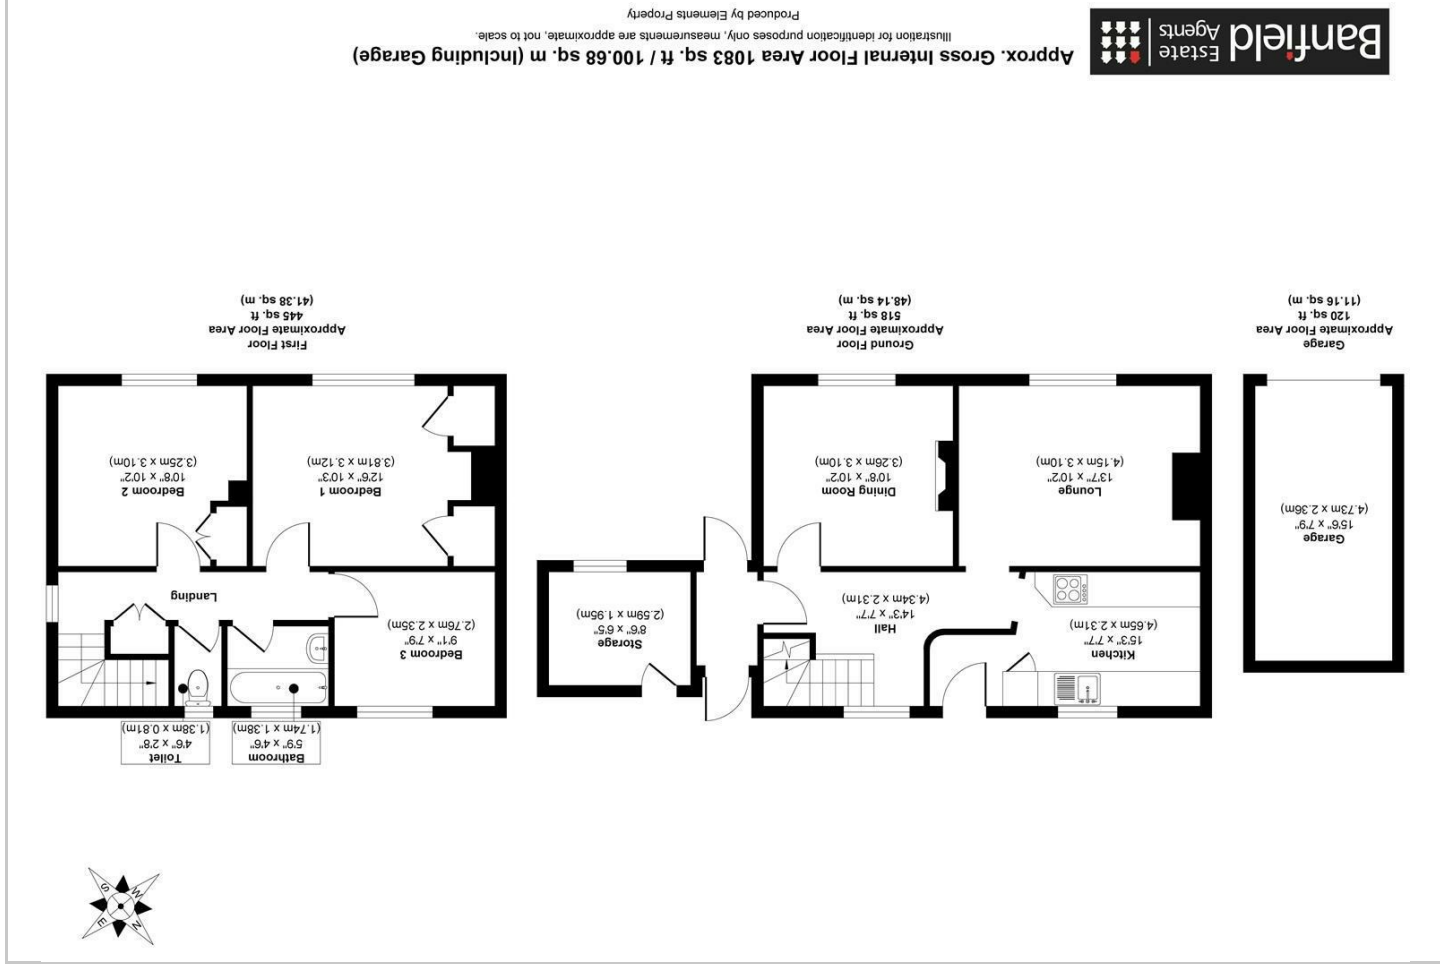 N
E
S
W
Bathroom
5'9" x 4'6"
(1.74m x 1.38m)
Toilet
4'6" x 2'8"
(1.38m x 0.81m)
Kitchen
15'3" x 7'7"
(4.65m x 2.31m)
Hall
14'3" x 7'7"
(4.34m x 2.31m)
Storage
8'6" x 6'5"
(2.59m x 1.95m)
Bedroom 3
9'1" x 7'9"
(2.76m x 2.35m)
Landing
Garage
15'6" x 7'9"
(4.73m x 2.36m)
Lounge
13'7" x 10'2"
(4.15m x 3.10m)
Dining Room
10'8" x 10'2"
(3.26m x 3.10m)
Bedroom 1
12'6" x 10'3"
(3.81m x 3.12m)
Bedroom 2
10'8" x 10'2"
(3.25m x 3.10m)
Garage
Approximate Floor Area
120 sq. ft
(11.16 sq. m)
Ground Floor
Approximate Floor Area
518 sq. ft
(48.14 sq. m)
First Floor
Approximate Floor Area
445 sq. ft
(41.38 sq. m)
Banfield
Estate
Agents
Approx. Gross Internal Floor Area 1083 sq. ft / 100.68 sq. m (Including Garage)
Illustration for identification purposes only, measurements are approximate, not to scale.
Produced by Elements Property